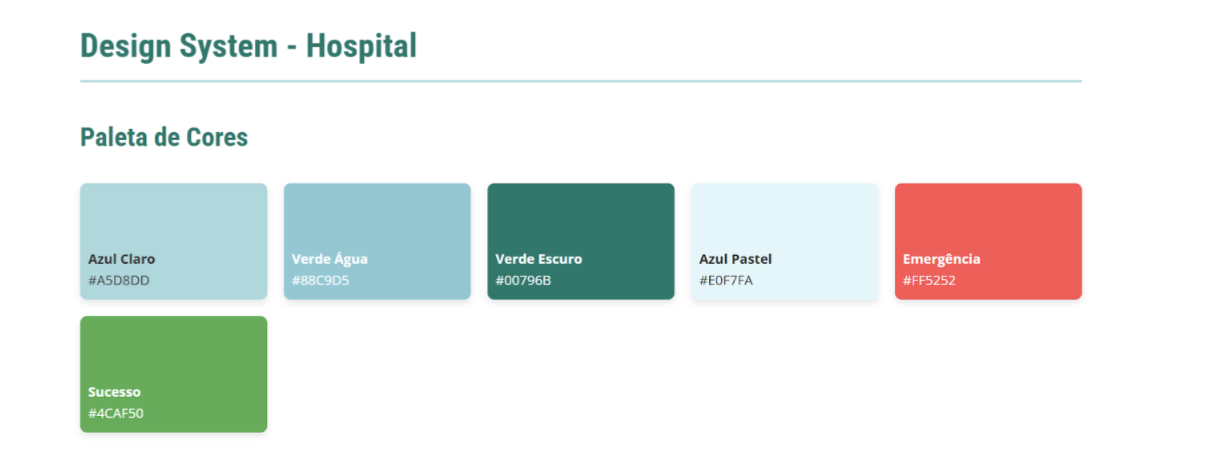 Design System - Hospital
Paleta de Cores
Azul Claro
#A5D8DD
Verde Água
#88C9D5
Verde Escuro
#00796B
Azul Pastel
#E0F7FA
Emergência
#FF5252
Sucesso
#4CAF50